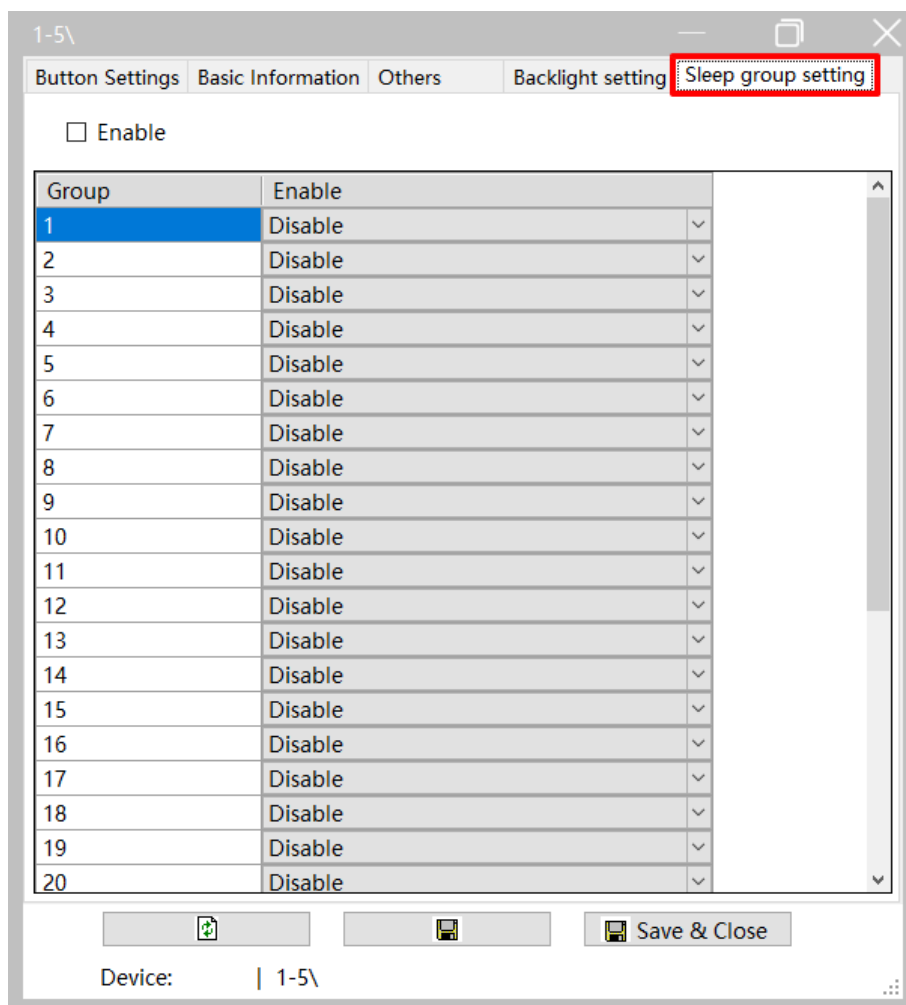 1-5\
Button Settings Basic Information Others Backlight setting Sleep group setting
Enable
Group Enable
1 Disable
2 Disable
3 Disable
4 Disable
5 Disable
6 Disable
7 Disable
8 Disable
9 Disable
10 Disable
11 Disable
12 Disable
13 Disable
14 Disable
15 Disable
16 Disable
17 Disable
18 Disable
19 Disable
20 Disable
Save & Close
Device: | 1-5\